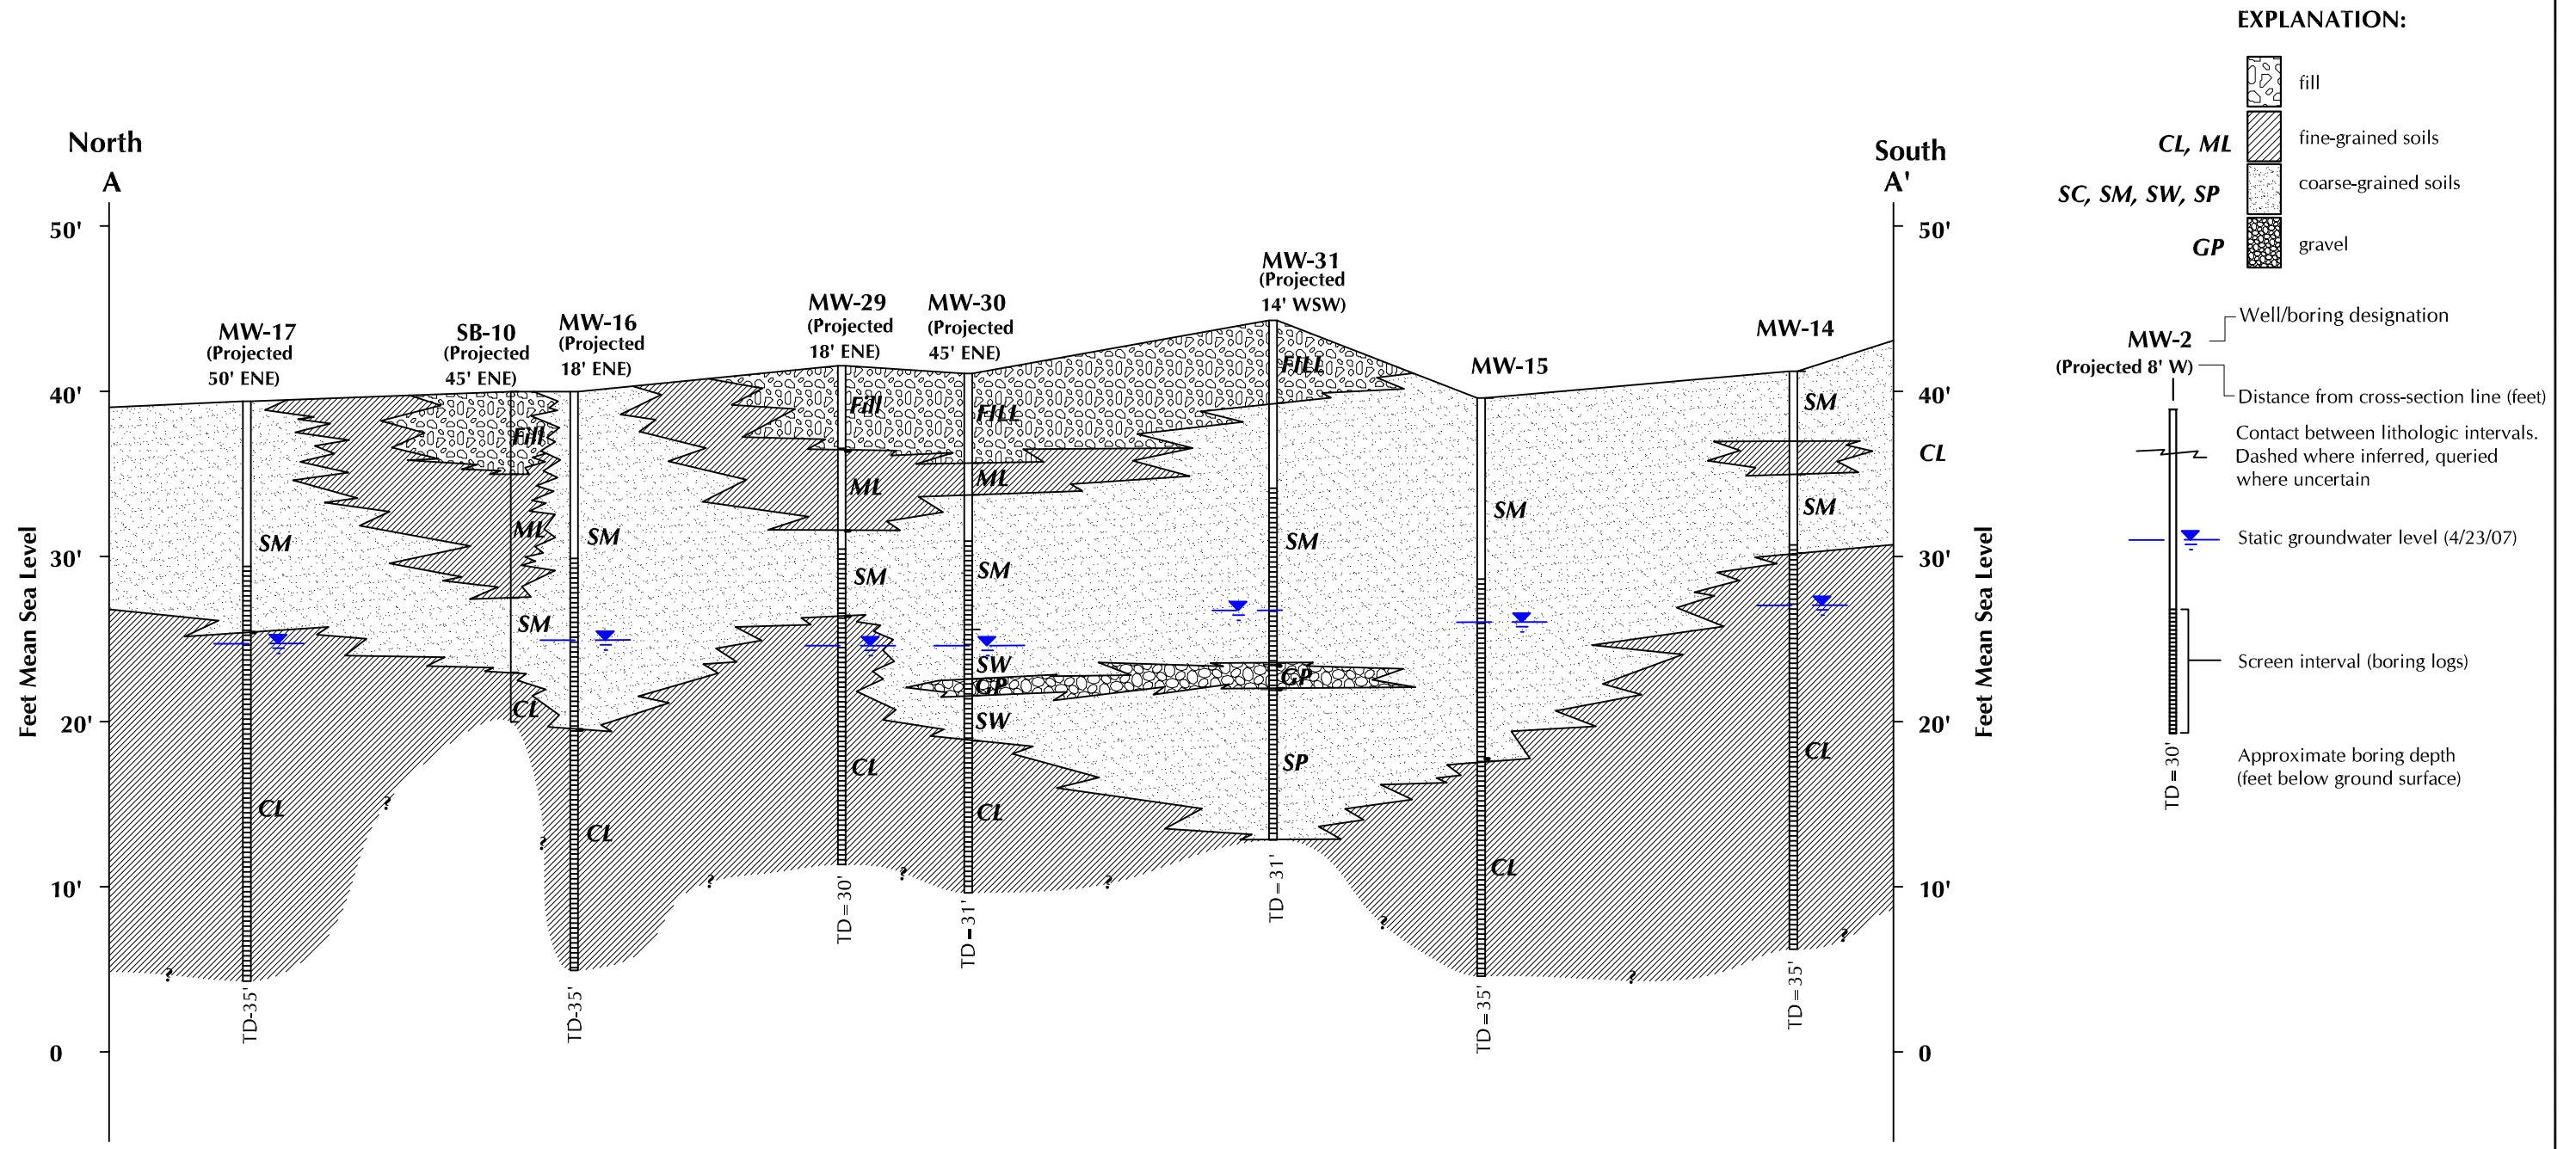 EXPLANATION:
fill
CL, ML
fine-grained soils
SC, SM, SW, SP
coarse-grained soils
GP
gravel
Well/boring designation
MW-2
(Projected 8' W)
Distance from cross-section line (feet)
Contact between lithologic intervals.
Dashed where inferred, queried
where uncertain
Static groundwater level (4/23/07)
Screen interval (boring logs)
TD=30'
Approximate boring depth
(feet below ground surface)
North
A
South
A'
50'
40'
30'
20'
10'
0
Feet Mean Sea Level
50'
40'
30'
20'
10'
0
Feet Mean Sea Level
MW-17
(Projected
50' ENE)
SM
CL
TD-35'
SB-10
(Projected
45' ENE)
Fill
ML
SM
CL
MW-16
(Projected
18' ENE)
SM
CL
TD-35'
MW-29
(Projected
18' ENE)
Fill
ML
SM
CL
TD=30'
MW-30
(Projected
45' ENE)
FILL
ML
SM
SW
GP
SW
CL
TD=31'
MW-31
(Projected
14' WSW)
FILL
SM
GP
SP
TD=31'
MW-15
SM
CL
TD=35'
MW-14
SM
CL
SM
CL
TD=35'
?
?
?
?
?
?
?
?
?